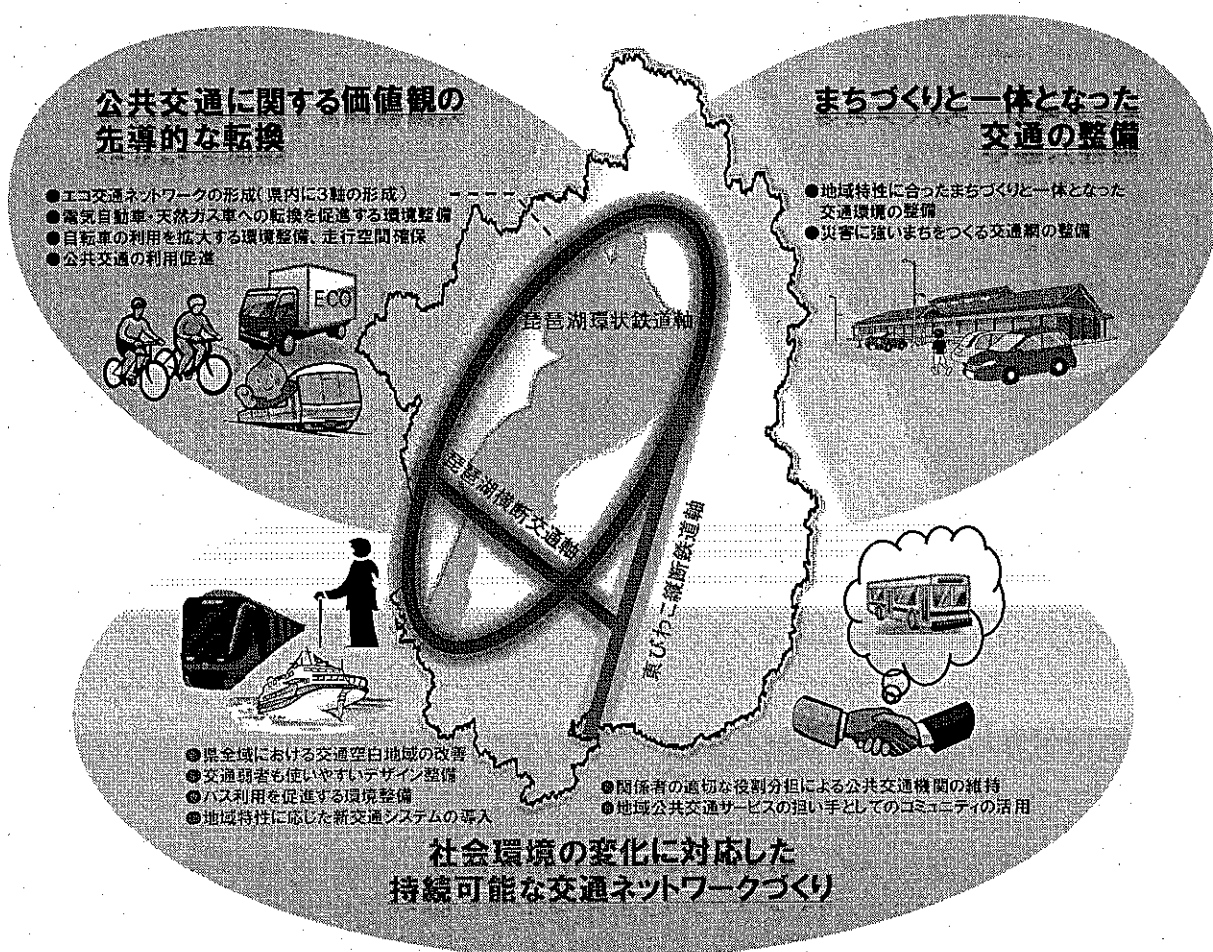 公共交通に関する価値観の
先導的な転換
●エコ交通ネットワークの形成(県内に3軸の形成)
●電気自動車・天然ガス車への転換を促進する環境整備
●自転車の利用を拡大する環境整備、走行空間確保
●公共交通の利用促進
ECO
まちづくりと一体となった
交通の整備
●地域特性に合ったまちづくりと一体となった
交通環境の整備
●災害に強いまちをつくる交通網の整備
琵琶湖環状鉄道軸
琵琶湖横断交通軸
東びわこ縦断鉄道軸
●県全域における交通空白地域の改善
●交通弱者も使いやすいデザイン整備
●バス利用を促進する環境整備
●地域特性に応じた新交通システムの導入
●関係者の適切な役割分担による公共交通機関の維持
●地域公共交通サービスの担い手としてのコミュニティの活用
社会環境の変化に対応した
持続可能な交通ネットワークづくり